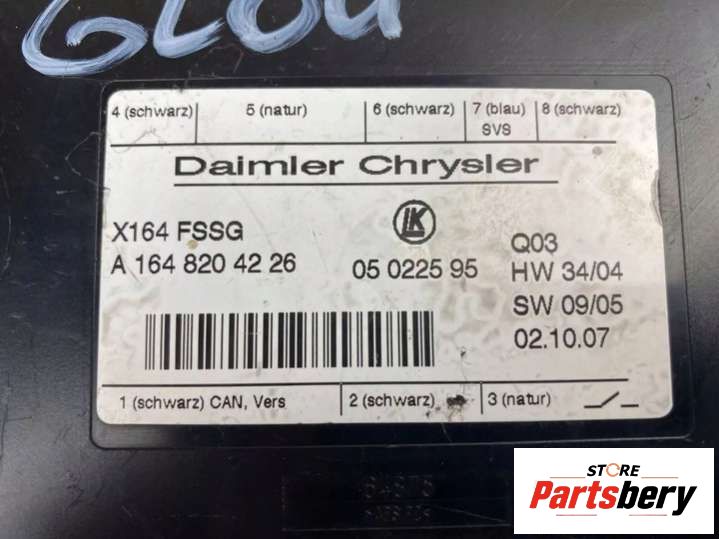 4 (schwarz) 5 (natur) 6 (schwarz) 7 (blau) 8 (schwarz)
SVS
Daimler Chrysler
X164 FSSG LK Q03
A 164 820 42 26 05 0225 95 HW 34/04
SW 09/05
02.10.07
1 (schwarz) CAN, Vers 2 (schwarz) 3 (natur)
STORE
Partsbery